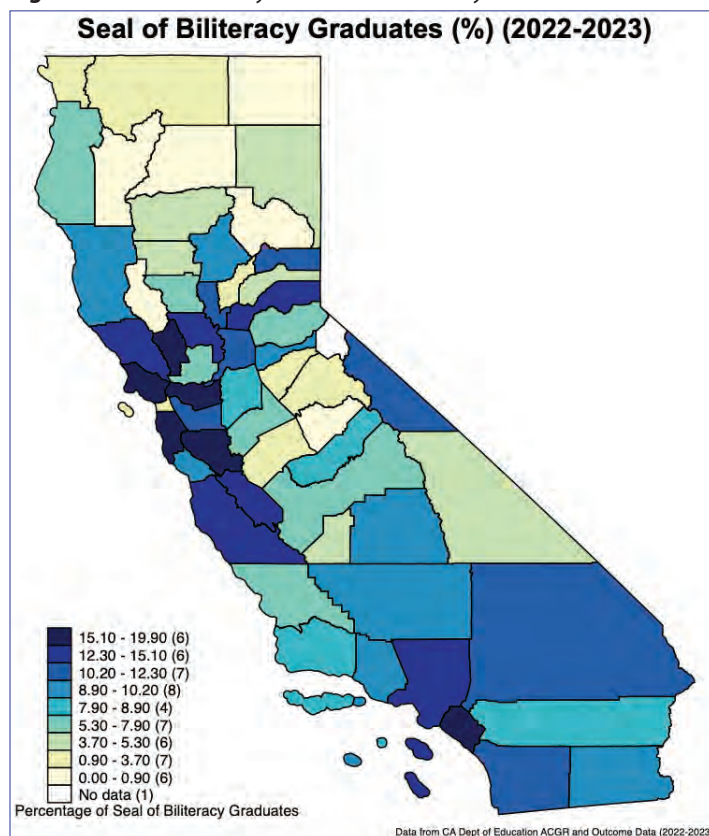 Seal of Biliteracy Graduates (%) (2022-2023)
15.10 - 19.90 (6)
12.30 - 15.10 (6)
10.20 - 12.30 (7)
8.90 - 10.20 (8)
7.90 - 8.90 (4)
5.30 - 7.90 (7)
3.70 - 5.30 (6)
0.90 - 3.70 (7)
0.00 - 0.90 (6)
No data (1)
Percentage of Seal of Biliteracy Graduates
Data from CA Dept of Education ACGR and Outcome Data (2022-2023